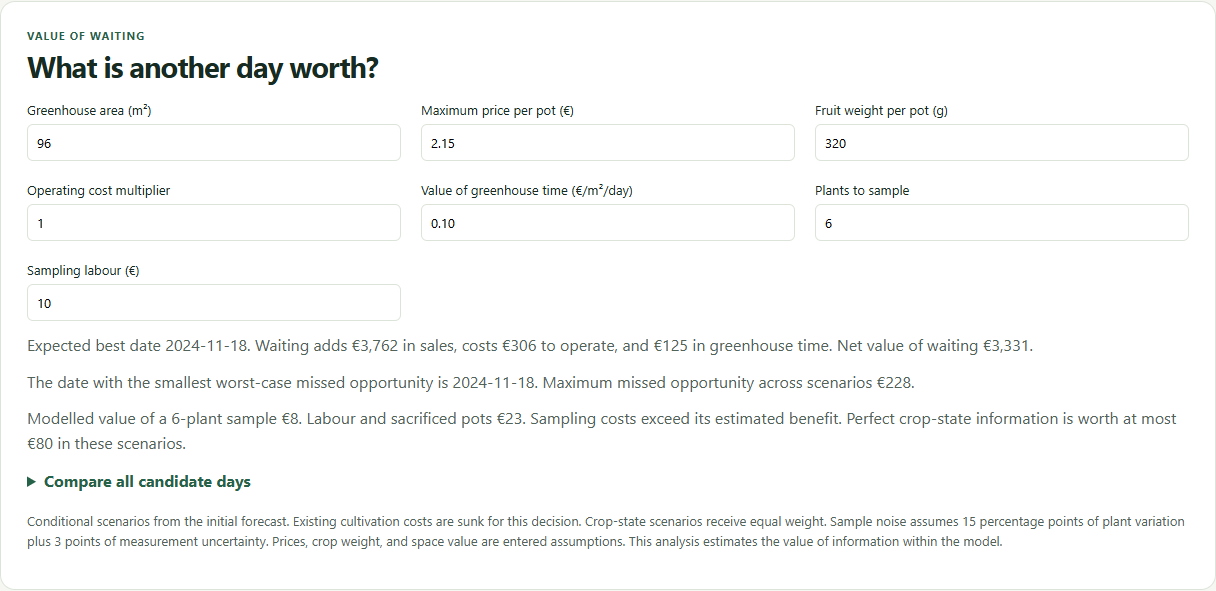 VALUE OF WAITING
What is another day worth?
Greenhouse area (m²)
Maximum price per pot (€)
Fruit weight per pot (g)
96
2.15
320
Operating cost multiplier
Value of greenhouse time (€/m²/day)
Plants to sample
1
0.10
6
Sampling labour (€)
10
Expected best date 2024-11-18. Waiting adds €3,762 in sales, costs €306 to operate, and €125 in greenhouse time. Net value of waiting €3,331.
The date with the smallest worst-case missed opportunity is 2024-11-18. Maximum missed opportunity across scenarios €228.
Modelled value of a 6-plant sample €8. Labour and sacrificed pots €23. Sampling costs exceed its estimated benefit. Perfect crop-state information is worth at most
€80 in these scenarios.
Compare all candidate days
Conditional scenarios from the initial forecast. Existing cultivation costs are sunk for this decision. Crop-state scenarios receive equal weight. Sample noise assumes 15 percentage points of plant variation
plus 3 points of measurement uncertainty. Prices, crop weight, and space value are entered assumptions. This analysis estimates the value of information within the model.